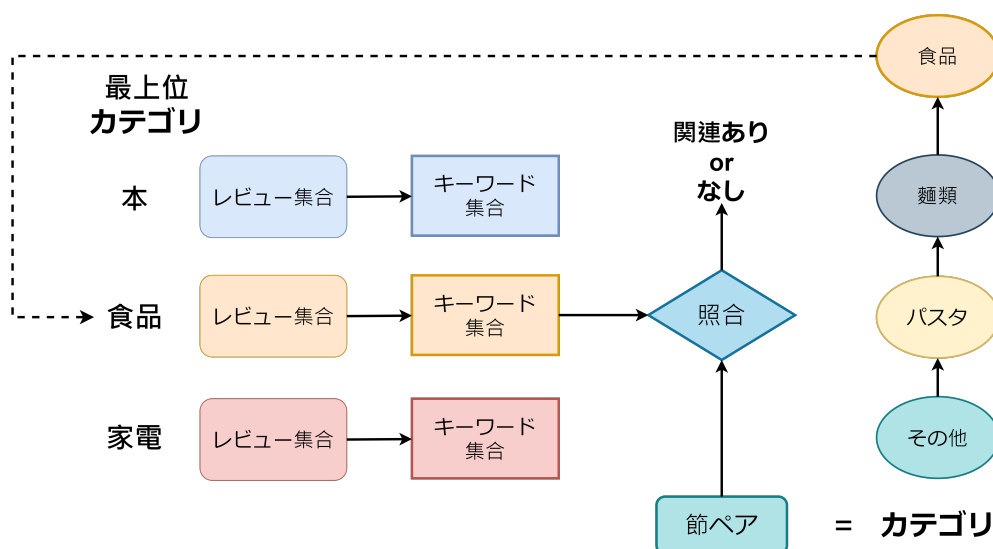 食品
最上位
カテゴリ
関連あり
or
なし
本
レビュー集合
キーワード
集合
麺類
食品
レビュー集合
キーワード
集合
照合
パスタ
家電
レビュー集合
キーワード
集合
その他
節ペア
= カテゴリ